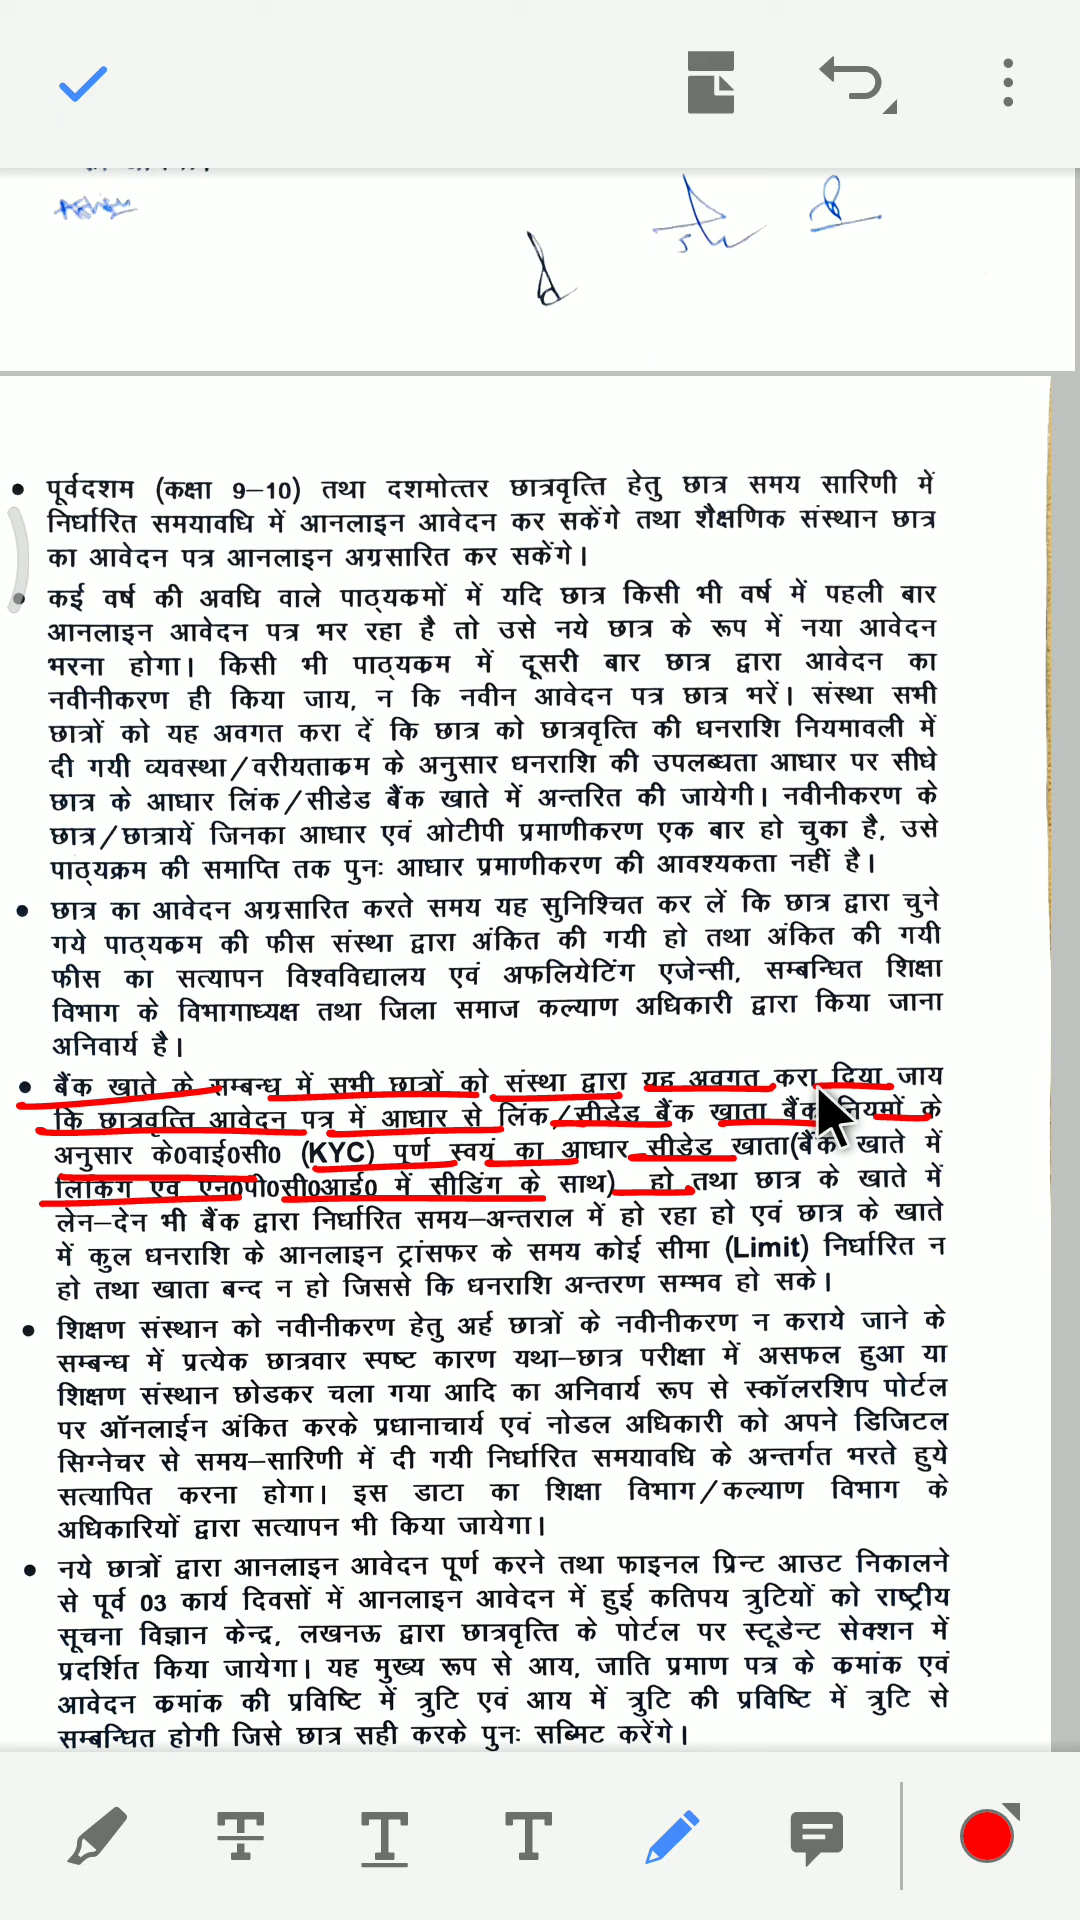 पूर्वदशम (कक्षा 9–10) तथा दशमोत्तर छात्रवृत्ति हेतु छात्र समय सारिणी में
निर्धारित समयावधि में आनलाइन आवेदन कर सकेंगे तथा शैक्षणिक संस्थान छात्र
का आवेदन पत्र आनलाइन अग्रसारित कर सकेंगे।
कई वर्ष की अवधि वाले पाठ्यकमों में यदि छात्र किसी भी वर्ष में पहली बार
आनलाइन आवेदन पत्र भर रहा है तो उसे नये छात्र के रूप में नया आवेदन
भरना होगा। किसी भी पाठ्यकम में दूसरी बार छात्र द्वारा आवेदन का
नवीनीकरण ही किया जाय, न कि नवीन आवेदन पत्र छात्र भरें। संस्था सभी
छात्रों को यह अवगत करा दें कि छात्र को छात्रवृत्ति की धनराशि नियमावली में
दी गयी व्यवस्था/वरीयताकम के अनुसार धनराशि की उपलब्धता आधार पर सीधे
छात्र के आधार लिंक/सीडेड बैंक खाते में अन्तरित की जायेगी। नवीनीकरण के
छात्र/छात्रायें जिनका आधार एवं ओटीपी प्रमाणीकरण एक बार हो चुका है, उसे
पाठ्यक्रम की समाप्ति तक पुनः आधार प्रमाणीकरण की आवश्यकता नहीं है।
छात्र का आवेदन अग्रसारित करते समय यह सुनिश्चित कर लें कि छात्र द्वारा चुने
गये पाठ्यकम की फीस संस्था द्वारा अंकित की गयी हो तथा अंकित की गयी
फीस का सत्यापन विश्वविद्यालय एवं अफलियेटिंग एजेन्सी, सम्बन्धित शिक्षा
विभाग के विभागाध्यक्ष तथा जिला समाज कल्याण अधिकारी द्वारा किया जाना
अनिवार्य है।
बैंक खाते के सम्बन्ध में सभी छात्रों को संस्था द्वारा यह अवगत करा दिया जाय
कि छात्रवृत्ति आवेदन पत्र में आधार से लिंक/सीडेड बैंक खाता बैंक नियमों के
अनुसार के0वाई0सी0 (KYC) पूर्ण स्वयं का आधार सीडेड खाता(बैंक खाते में
लिंकिंग एवं एन0पी0सी0आई0 में सीडिंग के साथ) हो तथा छात्र के खाते में
लेन–देन भी बैंक द्वारा निर्धारित समय–अन्तराल में हो रहा हो एवं छात्र के खाते
में कुल धनराशि के आनलाइन ट्रांसफर के समय कोई सीमा (Limit) निर्धारित न
हो तथा खाता बन्द न हो जिससे कि धनराशि अन्तरण सम्भव हो सके।
शिक्षण संस्थान को नवीनीकरण हेतु अर्ह छात्रों के नवीनीकरण न कराये जाने के
सम्बन्ध में प्रत्येक छात्रवार स्पष्ट कारण यथा–छात्र परीक्षा में असफल हुआ या
शिक्षण संस्थान छोडकर चला गया आदि का अनिवार्य रूप से स्कॉलरशिप पोर्टल
पर ऑनलाईन अंकित करके प्रधानाचार्य एवं नोडल अधिकारी को अपने डिजिटल
सिग्नेचर से समय–सारिणी में दी गयी निर्धारित समयावधि के अन्तर्गत भरते हुये
सत्यापित करना होगा। इस डाटा का शिक्षा विभाग/कल्याण विभाग के
अधिकारियों द्वारा सत्यापन भी किया जायेगा।
नये छात्रों द्वारा आनलाइन आवेदन पूर्ण करने तथा फाइनल प्रिन्ट आउट निकालने
से पूर्व 03 कार्य दिवसों में आनलाइन आवेदन में हुई कतिपय त्रुटियों को राष्ट्रीय
सूचना विज्ञान केन्द्र, लखनऊ द्वारा छात्रवृत्ति के पोर्टल पर स्टूडेन्ट सेक्शन में
प्रदर्शित किया जायेगा। यह मुख्य रूप से आय, जाति प्रमाण पत्र के कमांक एवं
आवेदन कमांक की प्रविष्टि में त्रुटि एवं आय में त्रुटि की प्रविष्टि में त्रुटि से
सम्बन्धित होगी जिसे छात्र सही करके पुनः सब्मिट करेंगे।